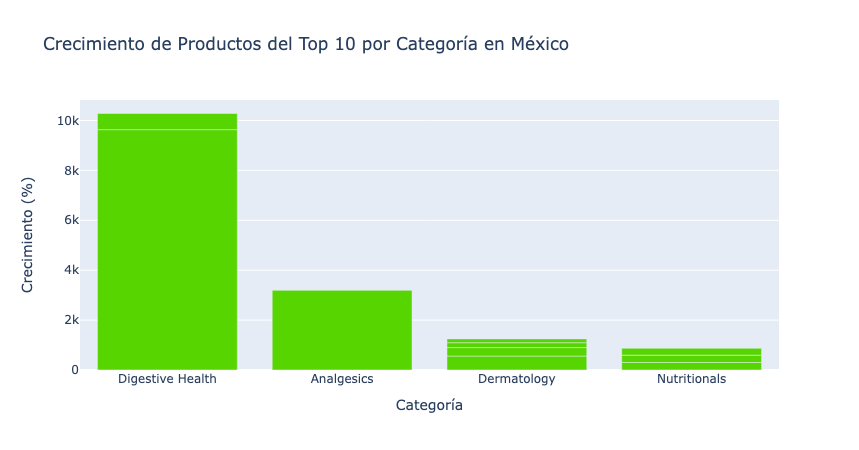 Crecimiento de Productos del Top 10 por Categoría en México
10k
8k
6k
4k
2k
0
Crecimiento (%)
Digestive Health
Analgesics
Dermatology
Nutritionals
Categoría